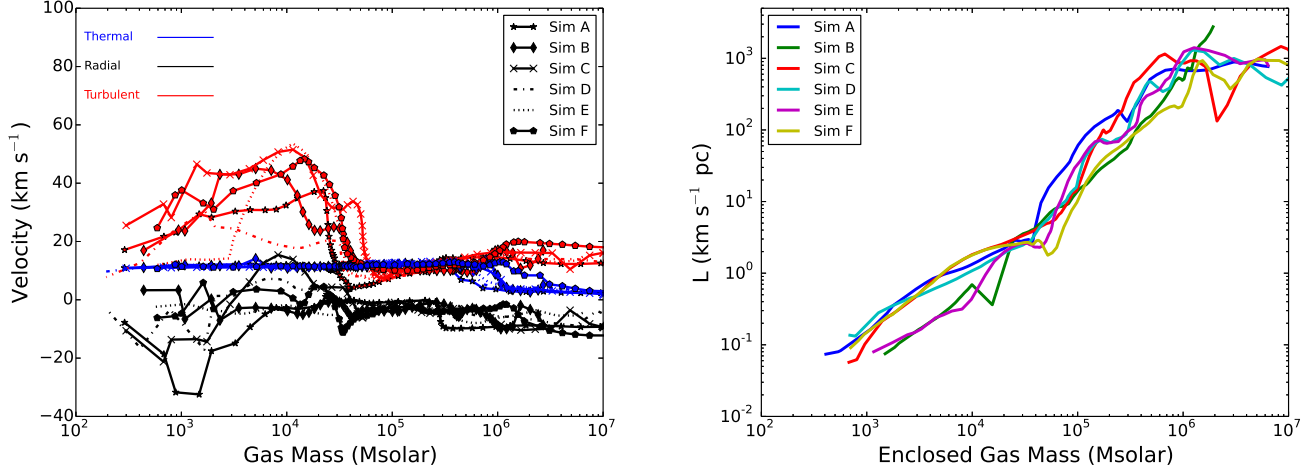 100
80
60
40
20
0
−20
−40
10^2
10^3
10^4
10^5
10^6
10^7
Gas Mass (Msolar)
Velocity (km s^−1)
Thermal
Radial
Turbulent
Sim A
Sim B
Sim C
Sim D
Sim E
Sim F
10^3
10^2
10^1
10^0
10^-1
10^-2
10^2
10^3
10^4
10^5
10^6
10^7
Enclosed Gas Mass (Msolar)
L (km s^−1 pc)
Sim A
Sim B
Sim C
Sim D
Sim E
Sim F